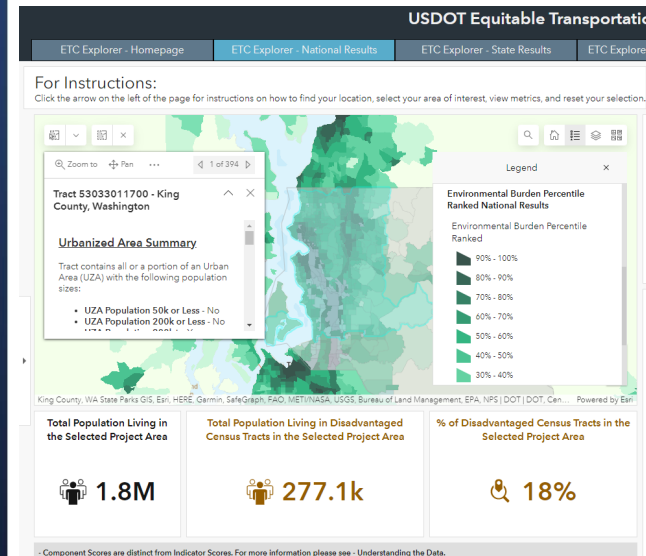 USDOT Equitable Transportatio
ETC Explorer - Homepage
ETC Explorer - National Results
ETC Explorer - State Results
ETC Explore
For Instructions:
Click the arrow on the left of the page for instructions on how to find your location, select your area of interest, view metrics, and reset your selection.
Zoom to
Pan
1 of 394
Tract 53033011700 - King
County, Washington
Urbanized Area Summary
Tract contains all or a portion of an Urban
Area (UZA) with the following population
sizes:
• UZA Population 50k or Less - No
• UZA Population 200k or Less - No
Legend
Environmental Burden Percentile
Ranked National Results
Environmental Burden Percentile
Ranked
90% - 100%
80% - 90%
70% - 80%
60% - 70%
50% - 60%
40% - 50%
30% - 40%
King County, WA State Parks GIS, Esri, HERE, Garmin, SafeGraph, FAO, METI/NASA, USGS, Bureau of Land Management, EPA, NPS | DOT | DOT, Cen...
Powered by Esri
Total Population Living in
the Selected Project Area
1.8M
Total Population Living in Disadvantaged
Census Tracts in the Selected Project Area
277.1k
% of Disadvantaged Census Tracts in the
Selected Project Area
18%
- Component Scores are distinct from Indicator Scores. For more information please see - Understanding the Data.